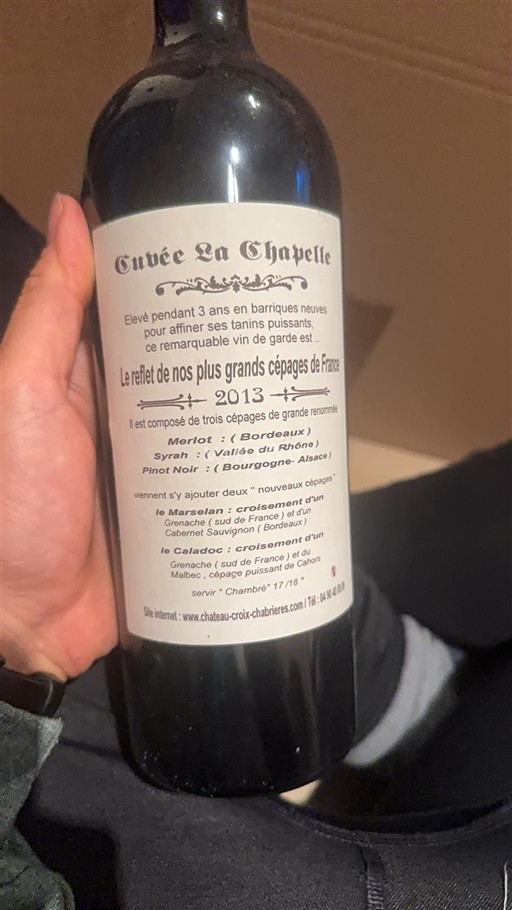 Cuvée La Chapelle
Elevé pendant 3 ans en barriques neuves
pour affiner ses tanins puissants,
ce remarquable vin de garde est ...
Le reflet de nos plus grands cépages de France
2013
Il est composé de trois cépages de grande renommée
Merlot : ( Bordeaux )
Syrah : ( Vallée du Rhône )
Pinot Noir : ( Bourgogne- Alsace )
viennent s'y ajouter deux " nouveaux cépages"
le Marselan : croisement d'un
Grenache ( sud de France ) et d'un
Cabernet Sauvignon ( Bordeaux )
le Caladoc : croisement d'un
Grenache ( sud de France ) et du
Malbec , cépage puissant de Cahors
servir " Chambré" 17 /18 °
Site internet : www.chateau-croix-chabrieres.com / Tél : 04 90